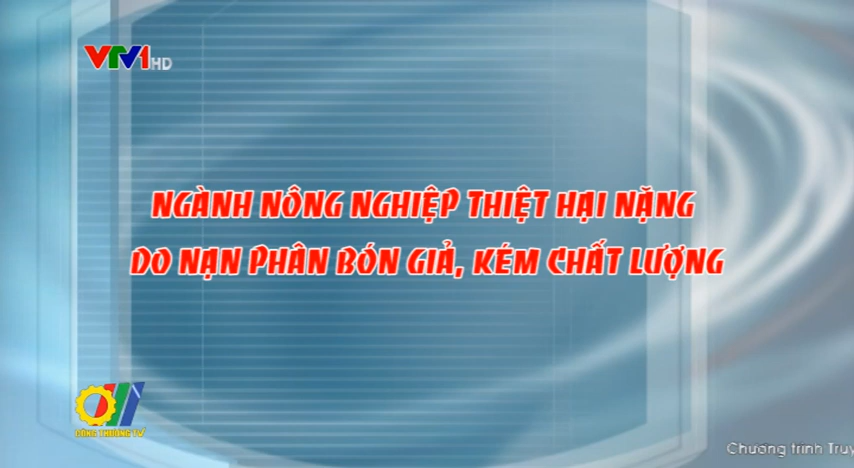 VTV1 HD
NGÀNH NÔNG NGHIỆP THIỆT HẠI NẶNG
DO NẠN PHÂN BÓN GIẢ, KÉM CHẤT LƯỢNG
CÔNG THƯƠNG TV
Chương trình Truy